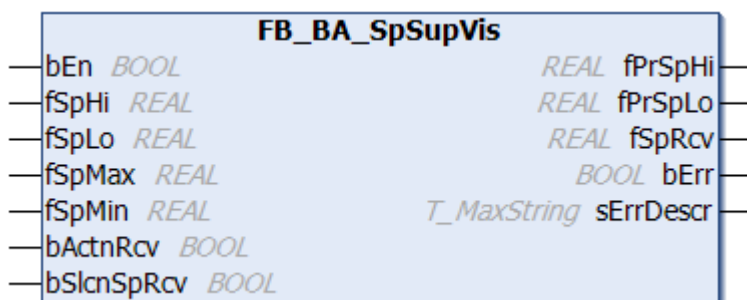 FB_BA_SpSupVis
bEn BOOL REAL fPrSpHi
fSpHi REAL REAL fPrSpLo
fSpLo REAL REAL fSpRcv
fSpMax REAL BOOL bErr
fSpMin REAL T_MaxString sErrDescr
bActnRcv BOOL
bSlcnSpRcv BOOL